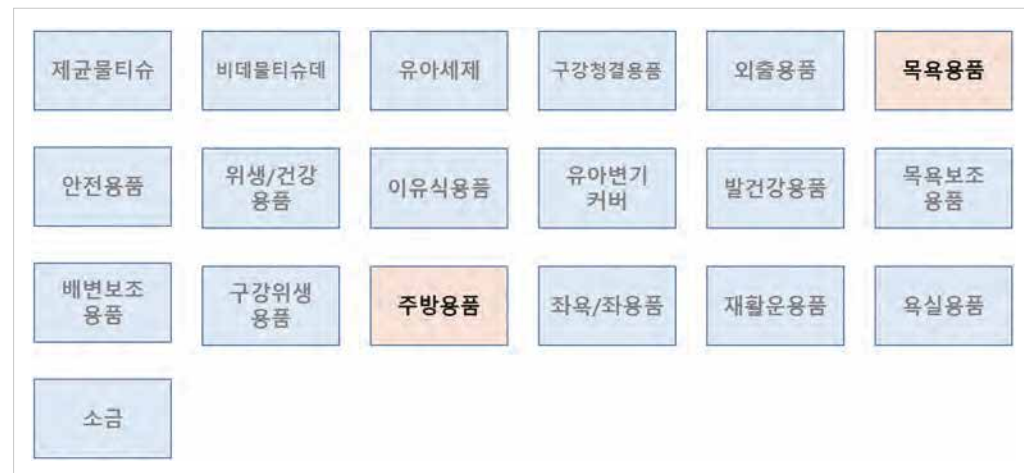 제균물티슈
비데물티슈데
유아세제
구강청결용품
외출용품
목욕용품
안전용품
위생/건강
용품
이유식용품
유아변기
커버
발건강용품
목욕보조
용품
배변보조
용품
구강위생
용품
주방용품
좌욕/좌용품
재활운용품
욕실용품
소금